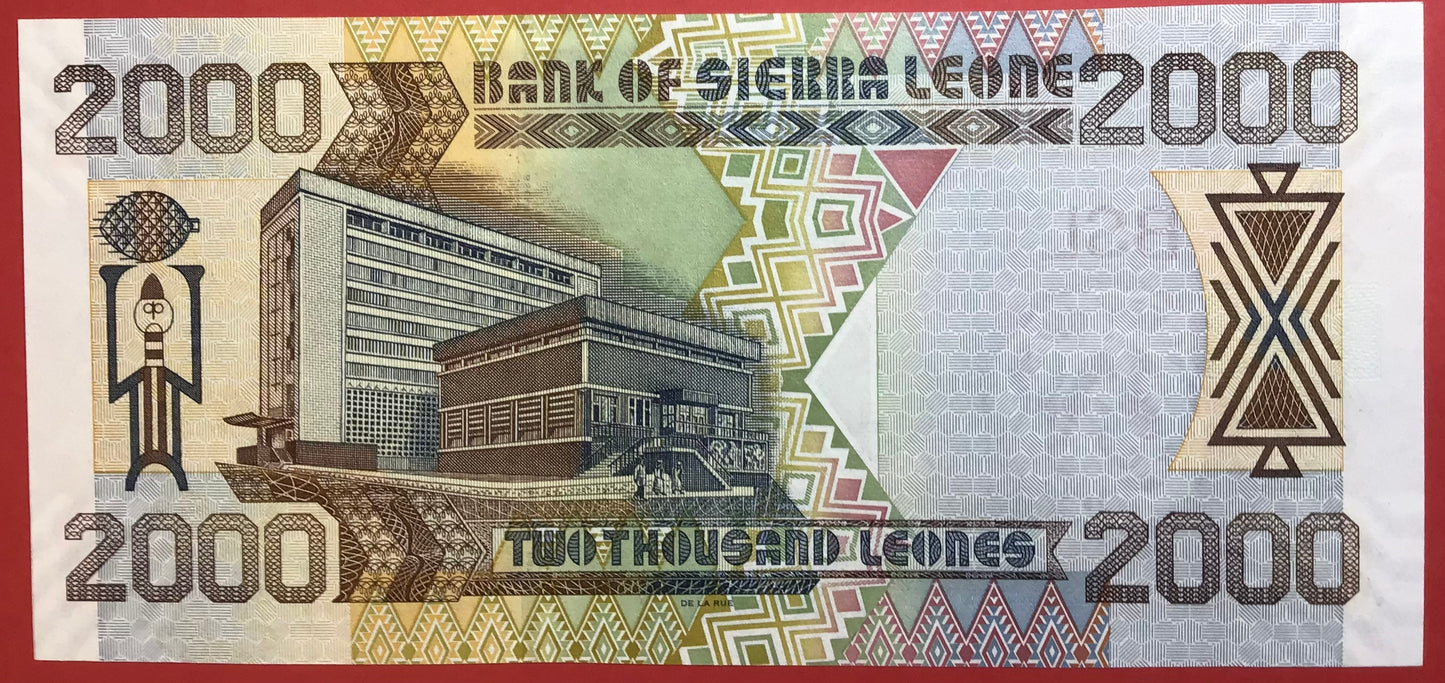 2000 BANK OF SIERRA LEONE 2000
2000 TWO THOUSAND LEONES 2000
DE LA RUE